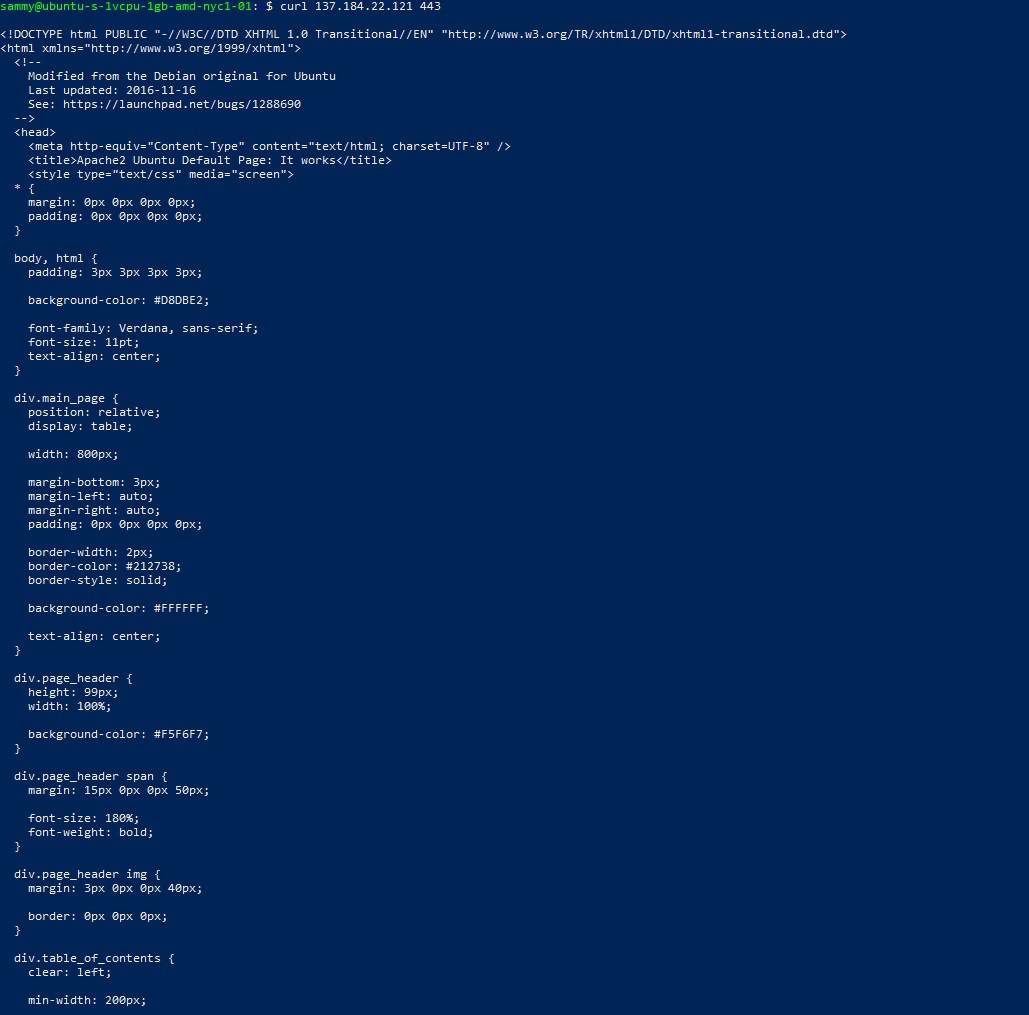 sammy@ubuntu-s-1vcpu-1gb-amd-nyc1-01: $ curl 137.184.22.121 443
<!DOCTYPE html PUBLIC "-//W3C//DTD XHTML 1.0 Transitional//EN" "http://www.w3.org/TR/xhtml1/DTD/xhtml1-transitional.dtd">
<html xmlns="http://www.w3.org/1999/xhtml">
  <!--
    Modified from the Debian original for Ubuntu
    Last updated: 2016-11-16
    See: https://launchpad.net/bugs/1288690
  -->
  <head>
    <meta http-equiv="Content-Type" content="text/html; charset=UTF-8" />
    <title>Apache2 Ubuntu Default Page: It works</title>
    <style type="text/css" media="screen">
  * {
    margin: 0px 0px 0px 0px;
    padding: 0px 0px 0px 0px;
  }
  body, html {
    padding: 3px 3px 3px 3px;
    background-color: #D8DBE2;
    font-family: Verdana, sans-serif;
    font-size: 11pt;
    text-align: center;
  }
  div.main_page {
    position: relative;
    display: table;
    width: 800px;
    margin-bottom: 3px;
    margin-left: auto;
    margin-right: auto;
    padding: 0px 0px 0px 0px;
    border-width: 2px;
    border-color: #212738;
    border-style: solid;
    background-color: #FFFFFF;
    text-align: center;
  }
  div.page_header {
    height: 99px;
    width: 100%;
    background-color: #F5F6F7;
  }
  div.page_header span {
    margin: 15px 0px 0px 50px;
    font-size: 180%;
    font-weight: bold;
  }
  div.page_header img {
    margin: 3px 0px 0px 40px;
    border: 0px 0px 0px;
  }
  div.table_of_contents {
    clear: left;
    min-width: 200px;